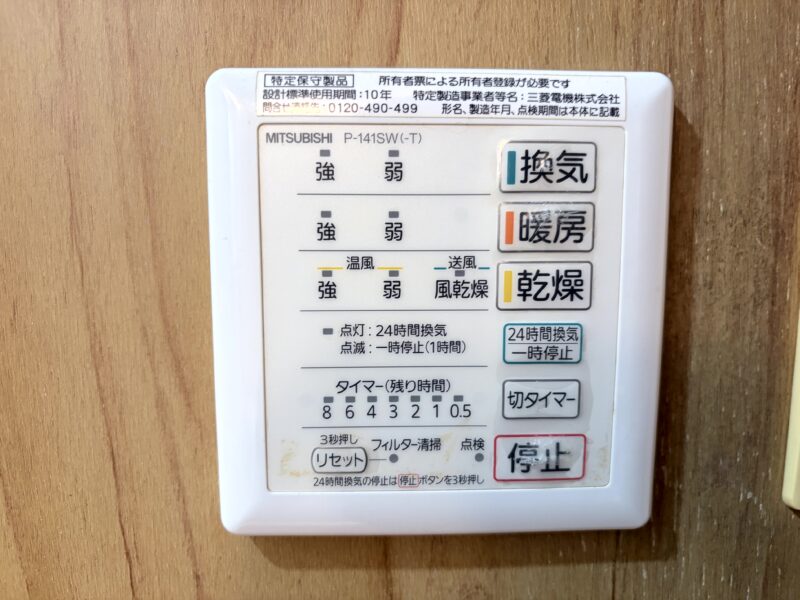 特定保守製品 所有者票による所有者登録が必要です
設計標準使用期間:10年 特定製造事業者等名:三菱電機株式会社
問合せ連絡先:0120-490-499 形名、製造年月、点検期間は本体に記載
MITSUBISHI P-141SW(-T)
強 弱 換気
強 弱 暖房
温風 送風
強 弱 風乾燥 乾燥
点灯:24時間換気
点滅:一時停止(1時間)
24時間換気
一時停止
タイマー(残り時間)
8 6 4 3 2 1 0.5
切タイマー
3秒押し
リセット フィルター清掃 点検
停止
24時間換気の停止は停止ボタンを3秒押し